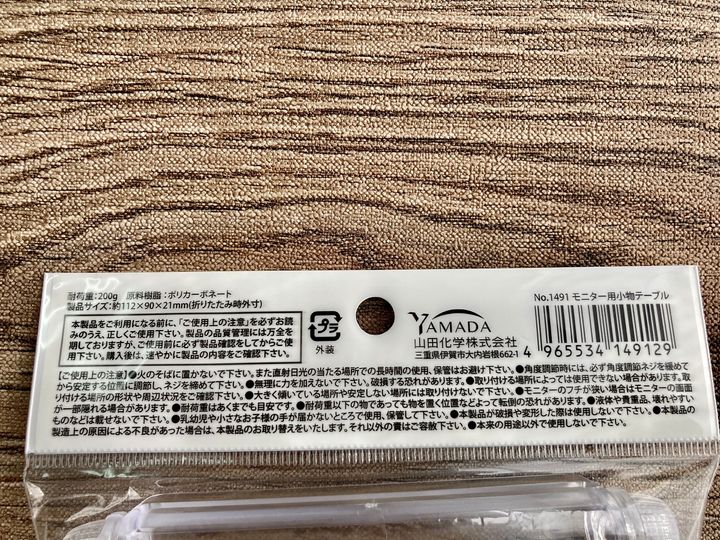 耐荷重:200g 原料樹脂:ポリカーボネート
製品サイズ:約112×90×21mm(折りたたみ時外寸)
本製品をご利用になる前に、「ご使用上の注意」を必ずお読
みのうえ、正しくご使用下さい。製品の品質管理には万全を
期しておりますが、ご使用前に必ず製品確認をしてからご使
用下さい。購入後は、速やかに製品の内容をご確認下さい。
プラ
外装
YAMADA
山田化学株式会社
三重県伊賀市大内岩根662-1
No.1491 モニター用小物テーブル
4 965534 149129
【ご使用上の注意】●火のそばに置かないで下さい。また直射日光の当たる場所での長時間の使用、保管はお避け下さい。●角度調節時には、必ず角度調節ネジを緩めて
から安定する位置に調節し、ネジを締めて下さい。●無理に力を加えないで下さい。破損する恐れがあります。●取り付ける場所によっては使用できない場合があります。取
り付ける場所の形状や周辺状況をご確認下さい。●大きく傾いている場所や安定しない場所には取り付けないで下さい。●モニターのフチが狭い場合はモニターの画面
が一部隠れる場合があります。●耐荷重はあくまでも目安です。●耐荷重以下の物であっても物を置く位置などよって転倒の恐れがあります。●液体や貴重品、壊れやすい
ものなどは載せないで下さい。●乳幼児や小さなお子様の手が届かないところで使用、保管して下さい。●本製品が破損や変形した際は使用しないで下さい。●本製品の
製造上の原因による不良があった場合は、本製品のお取り替えをいたします。それ以外の責はご容赦下さい。●本来の用途以外で使用しないで下さい。